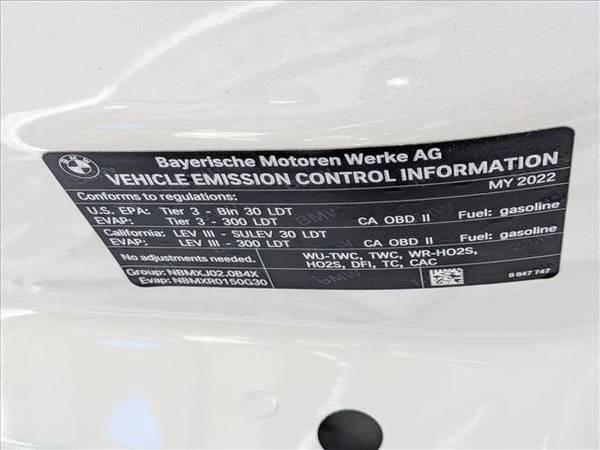 BMW
Bayerische Motoren Werke AG
VEHICLE EMISSION CONTROL INFORMATION
Conforms to regulations: MY 2022
U.S. EPA: Tier 3 - Bin 30 LDT Fuel: gasoline
EVAP: Tier 3 - 300 LDT CA OBD II
California: LEV III - SULEV 30 LDT Fuel: gasoline
EVAP: LEV III - 300 LDT CA OBD II
No adjustments needed. WU-TWC, TWC, WR-HO2S,
HO2S, DFI, TC, CAC
Group: NBMXJ02.0B4X
Evap: NBMXR0150G30 8 847 747